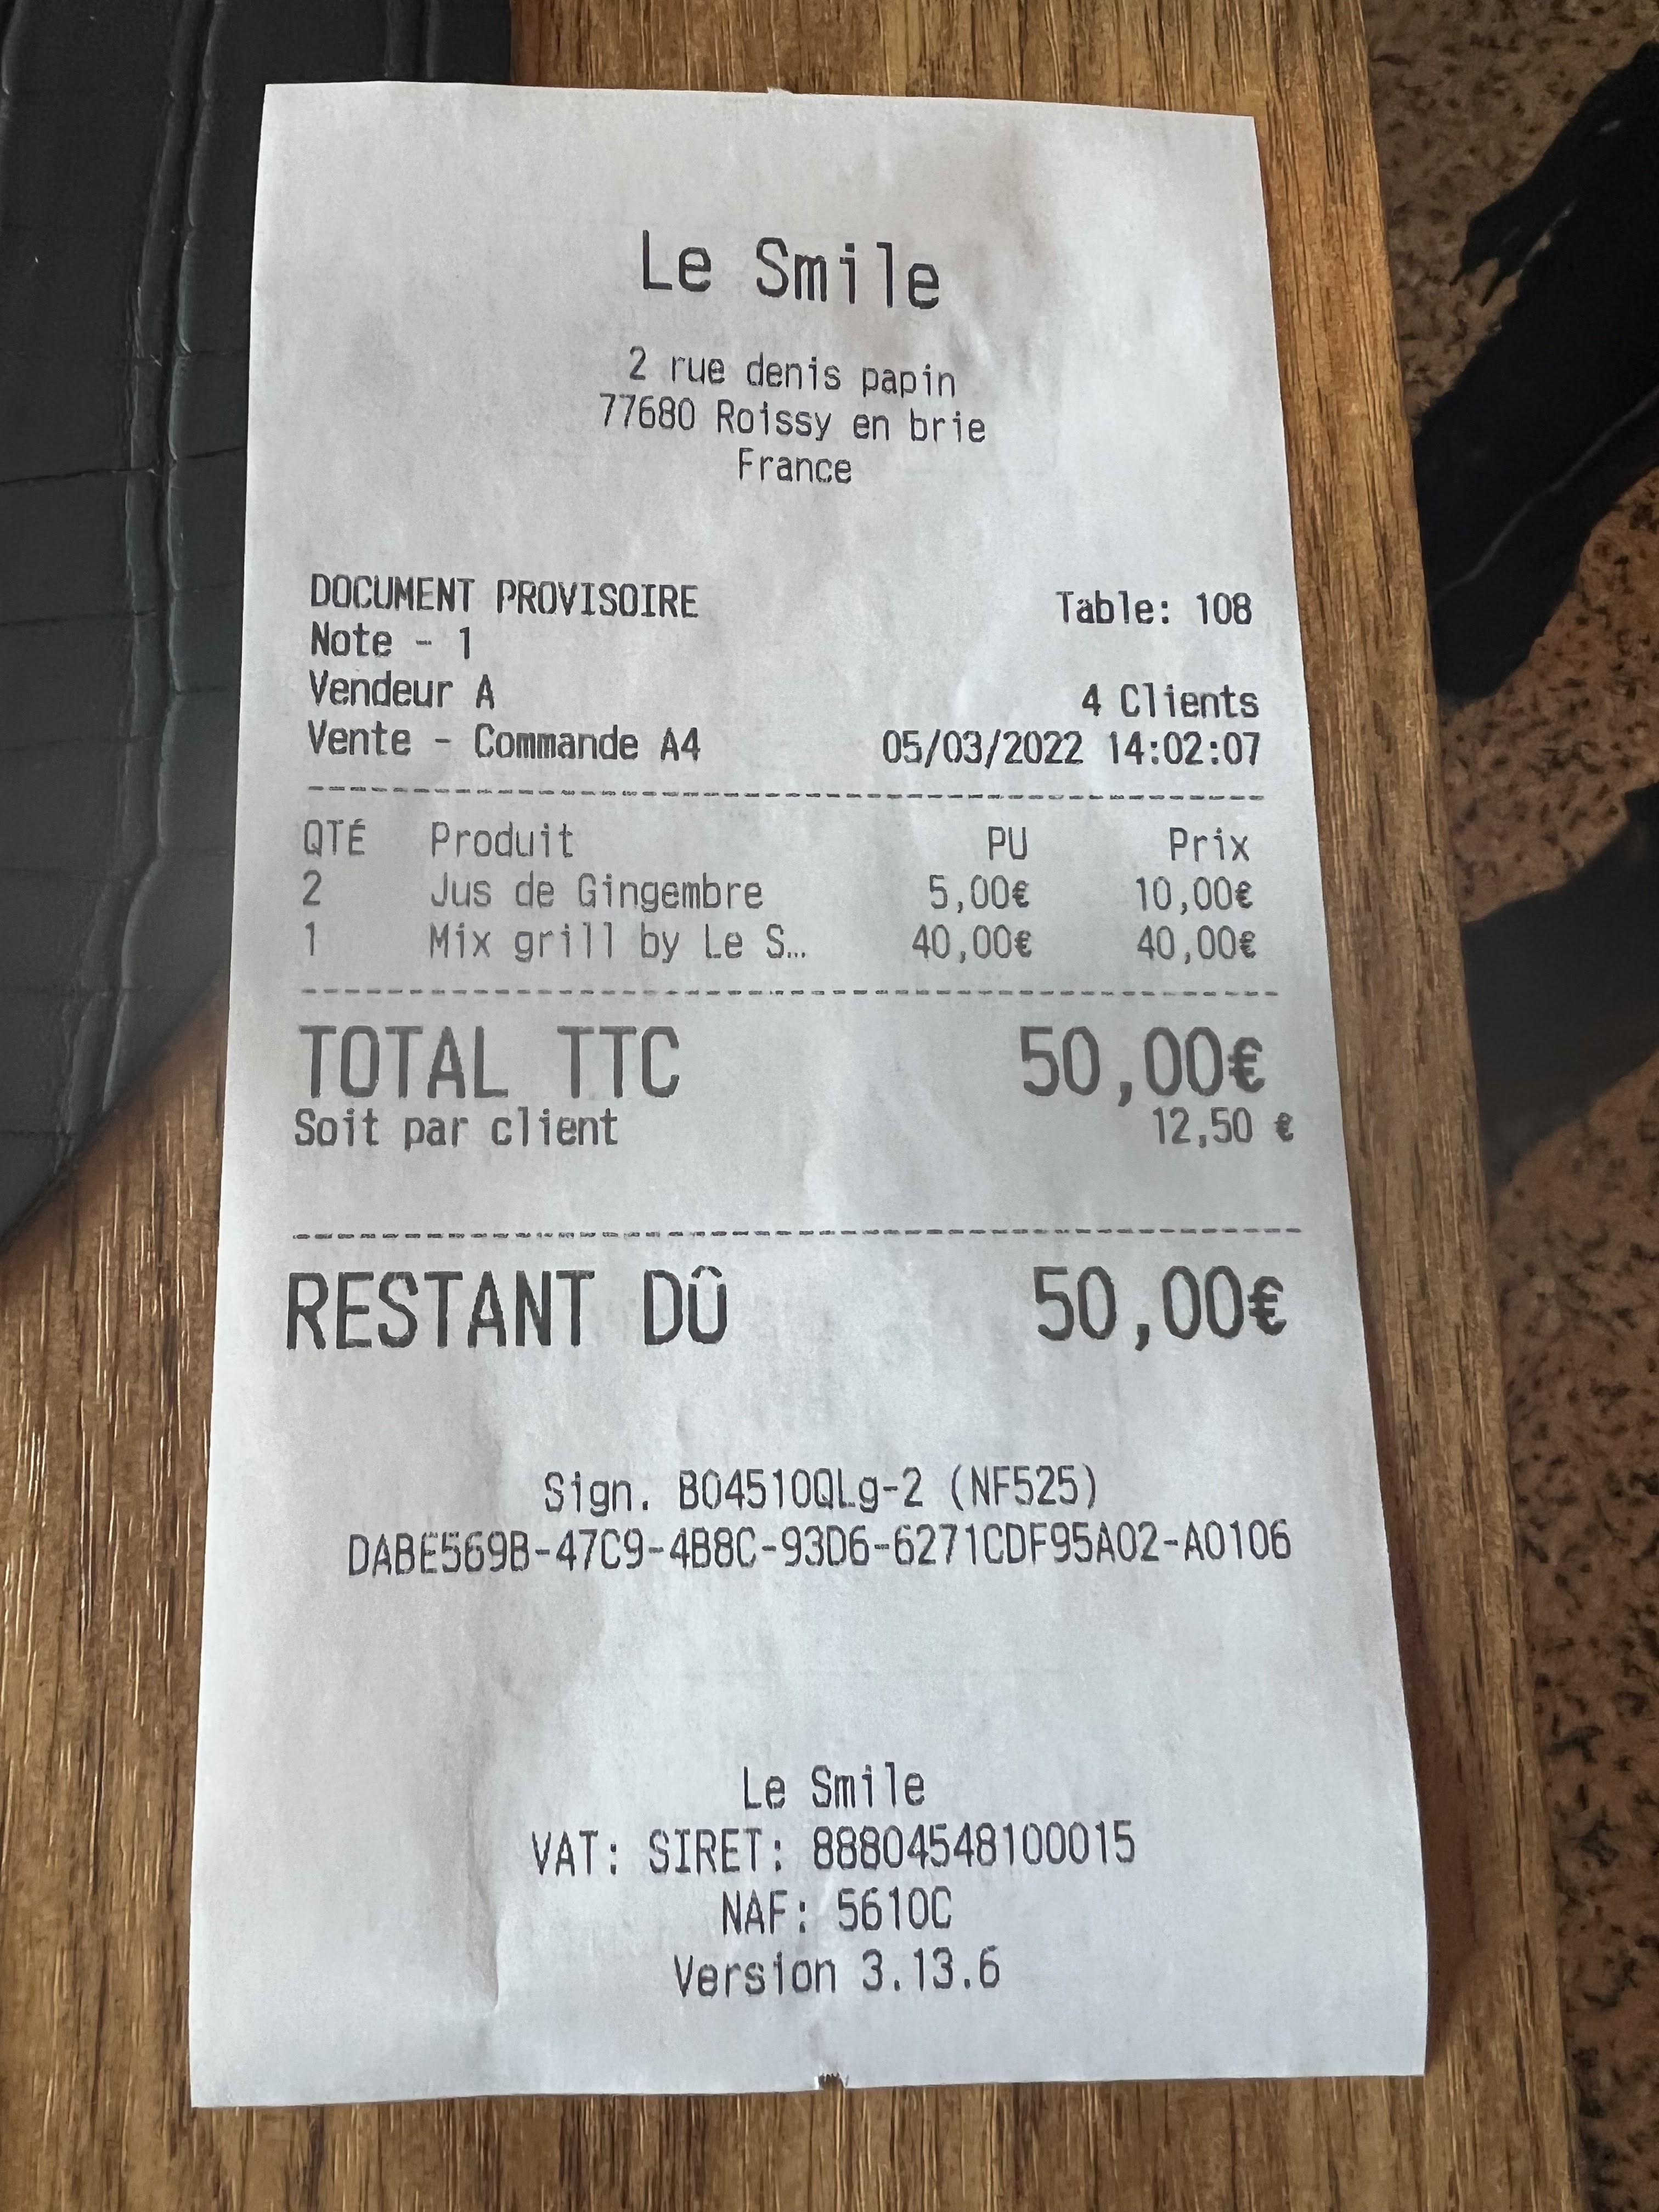 Le Smile
2 rue denis papin
77680 Roissy en brie
France
DOCUMENT PROVISOIRE Table: 108
Note - 1
Vendeur A 4 Clients
Vente - Commande A4 05/03/2022 14:02:07
QTÉ Produit PU Prix
2 Jus de Gingembre 5,00€ 10,00€
1 Mix grill by Le S… 40,00€ 40,00€
TOTAL TTC 50,00€
Soit par client 12,50 €
RESTANT DÛ 50,00€
Sign. B04510QLg-2 (NF525)
DABE569B-47C9-4B8C-93D6-6271CDF95A02-A0106
Le Smile
VAT: SIRET: 88804548100015
NAF: 5610C
Version 3.13.6